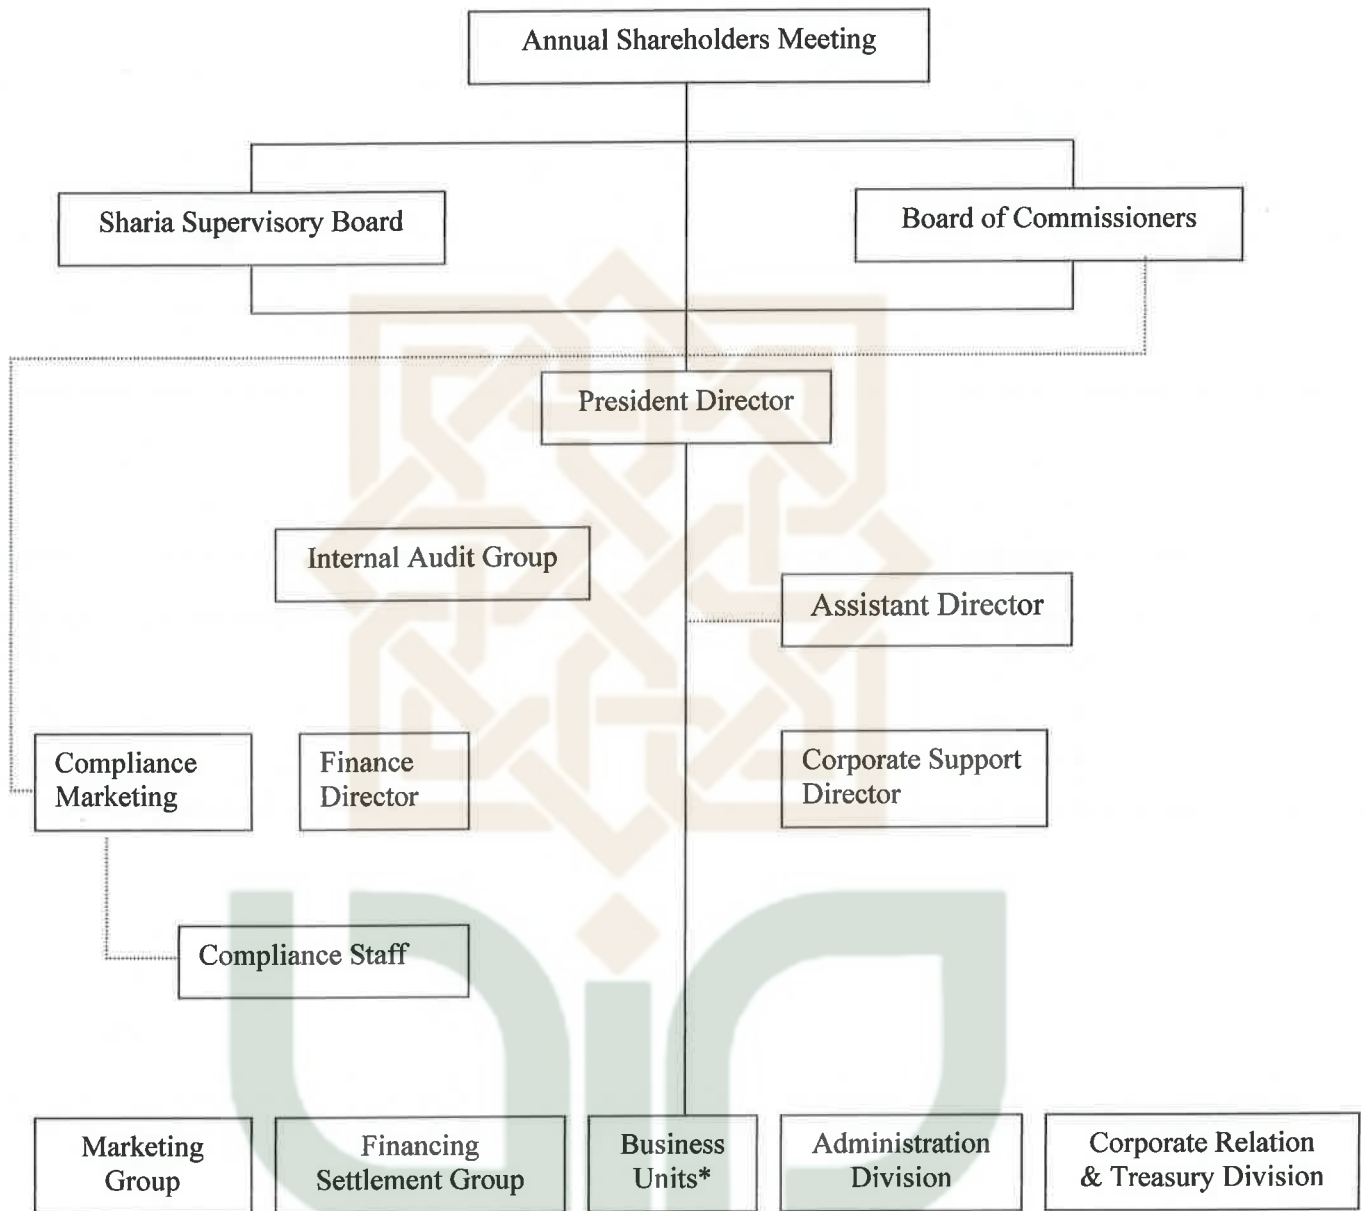 Annual Shareholders Meeting
Sharia Supervisory Board
Board of Commissioners
President Director
Internal Audit Group
Assistant Director
Compliance
Marketing
Finance
Director
Corporate Support
Director
Compliance Staff
Marketing
Group
Financing
Settlement Group
Business
Units*
Administration
Division
Corporate Relation
& Treasury Division